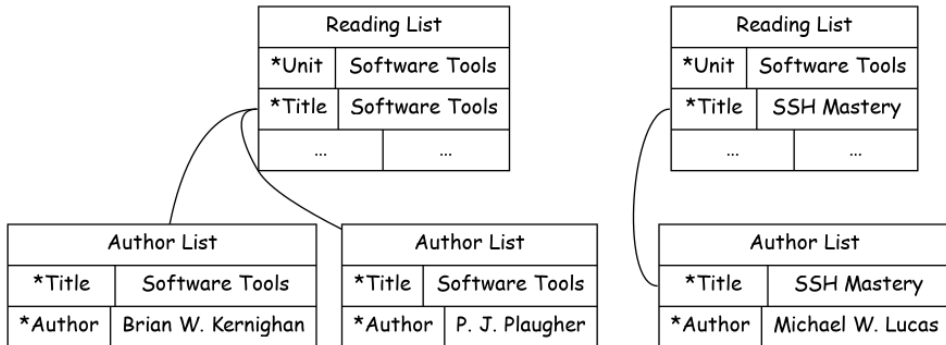 Reading List
*Unit Software Tools
*Title Software Tools
... ...
Reading List
*Unit Software Tools
*Title SSH Mastery
... ...
Author List
*Title Software Tools
*Author Brian W. Kernighan
Author List
*Title Software Tools
*Author P. J. Plaugher
Author List
*Title SSH Mastery
*Author Michael W. Lucas